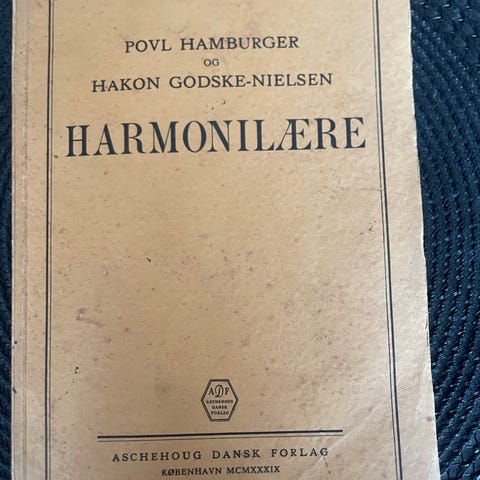 POVL HAMBURGER
OG
HAKON GODSKE-NIELSEN
HARMONILÆRE
ADF
ASCHEHOUG
DANSK
FORLAG
ASCHEHOUG DANSK FORLAG
KØBENHAVN MCMXXXIX